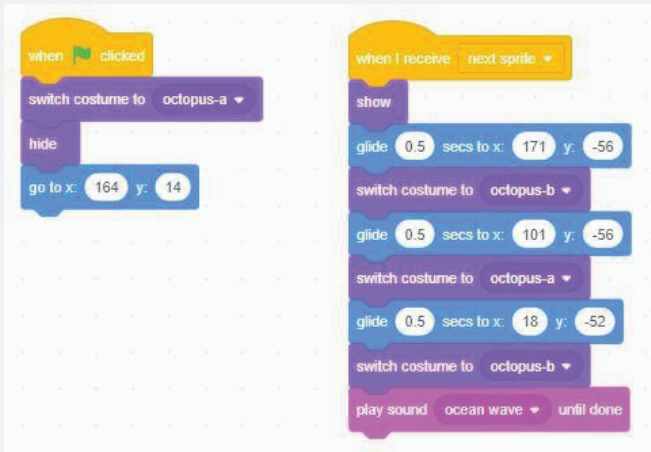 when clicked
switch costume to octopus-a
hide
go to x: 164 y: 14
when I receive next sprite
show
glide 0.5 secs to x: 171 y: -56
switch costume to octopus-b
glide 0.5 secs to x: 101 y: -56
switch costume to octopus-a
glide 0.5 secs to x: 18 y: -52
switch costume to octopus-b
play sound ocean wave until done